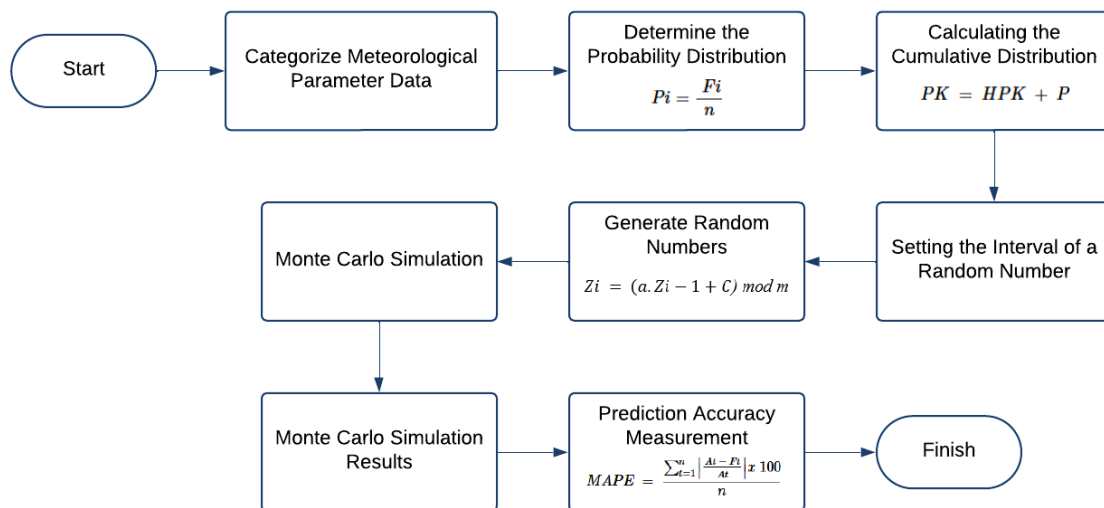 Start
Categorize Meteorological
Parameter Data
Determine the
Probability Distribution
Pi = Fi / n
Calculating the
Cumulative Distribution
PK = HPK + P
Setting the Interval of a
Random Number
Generate Random
Numbers
Zi = (a.Zi − 1 + C) mod m
Monte Carlo Simulation
Monte Carlo Simulation
Results
Prediction Accuracy
Measurement
MAPE = ∑ⁿₜ₌₁ |At − Ft / At| x 100 / n
Finish